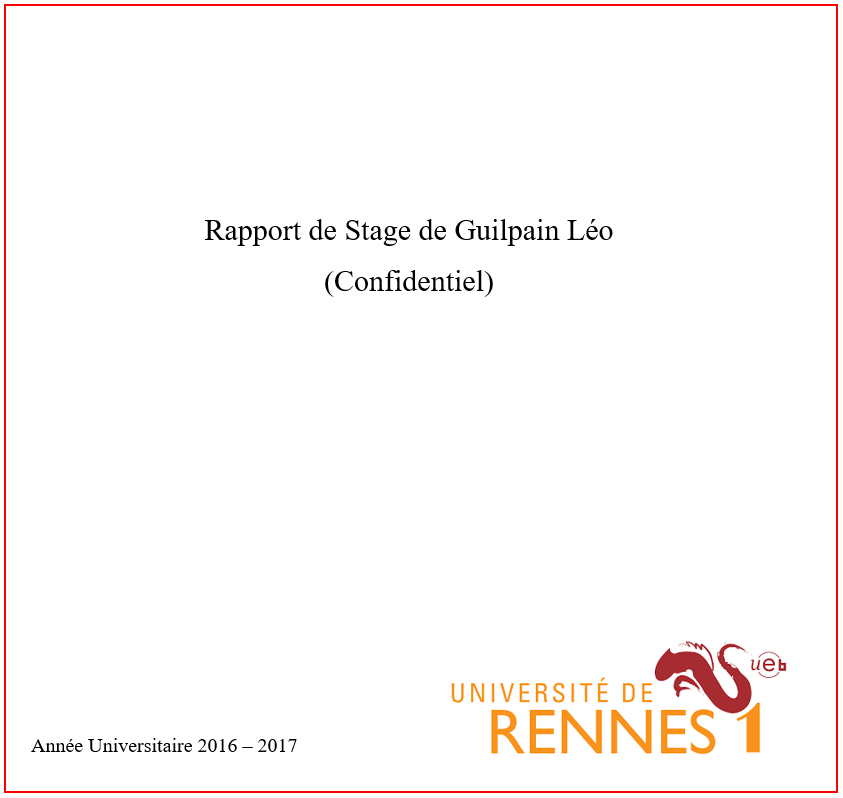 Rapport de Stage de Guilpain Léo
(Confidentiel)
ueb
UNIVERSITÉ DE
RENNES 1
Année Universitaire 2016 – 2017